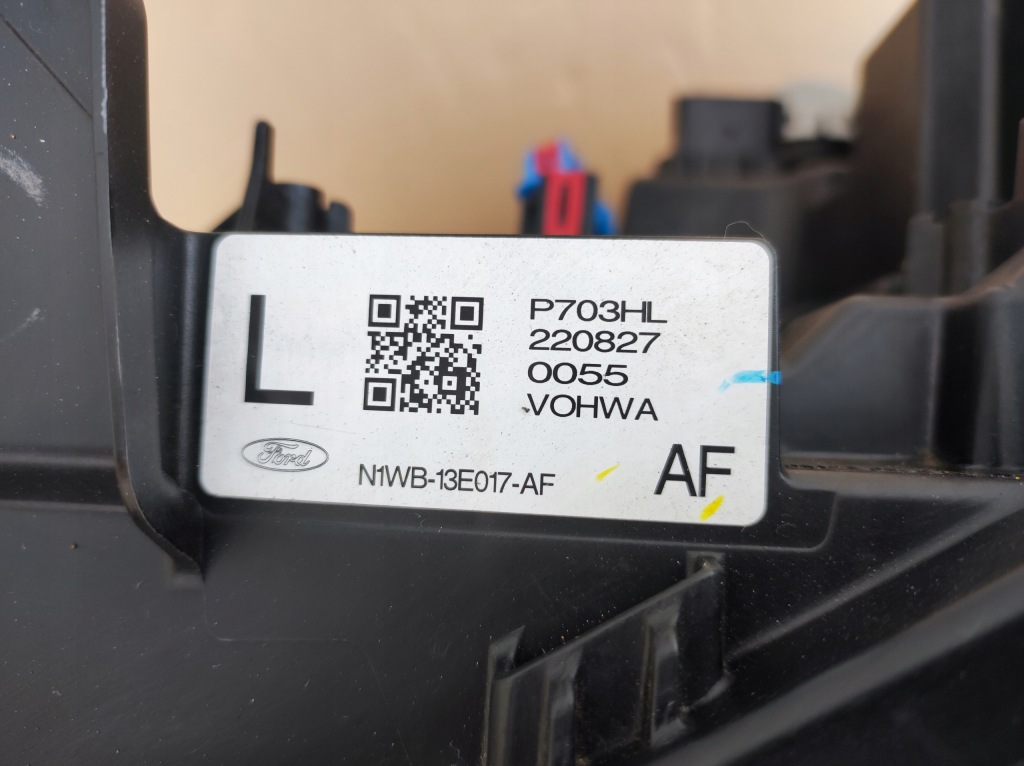 L
P703HL
220827
0055
VOHWA
Ford
N1WB-13E017-AF
AF